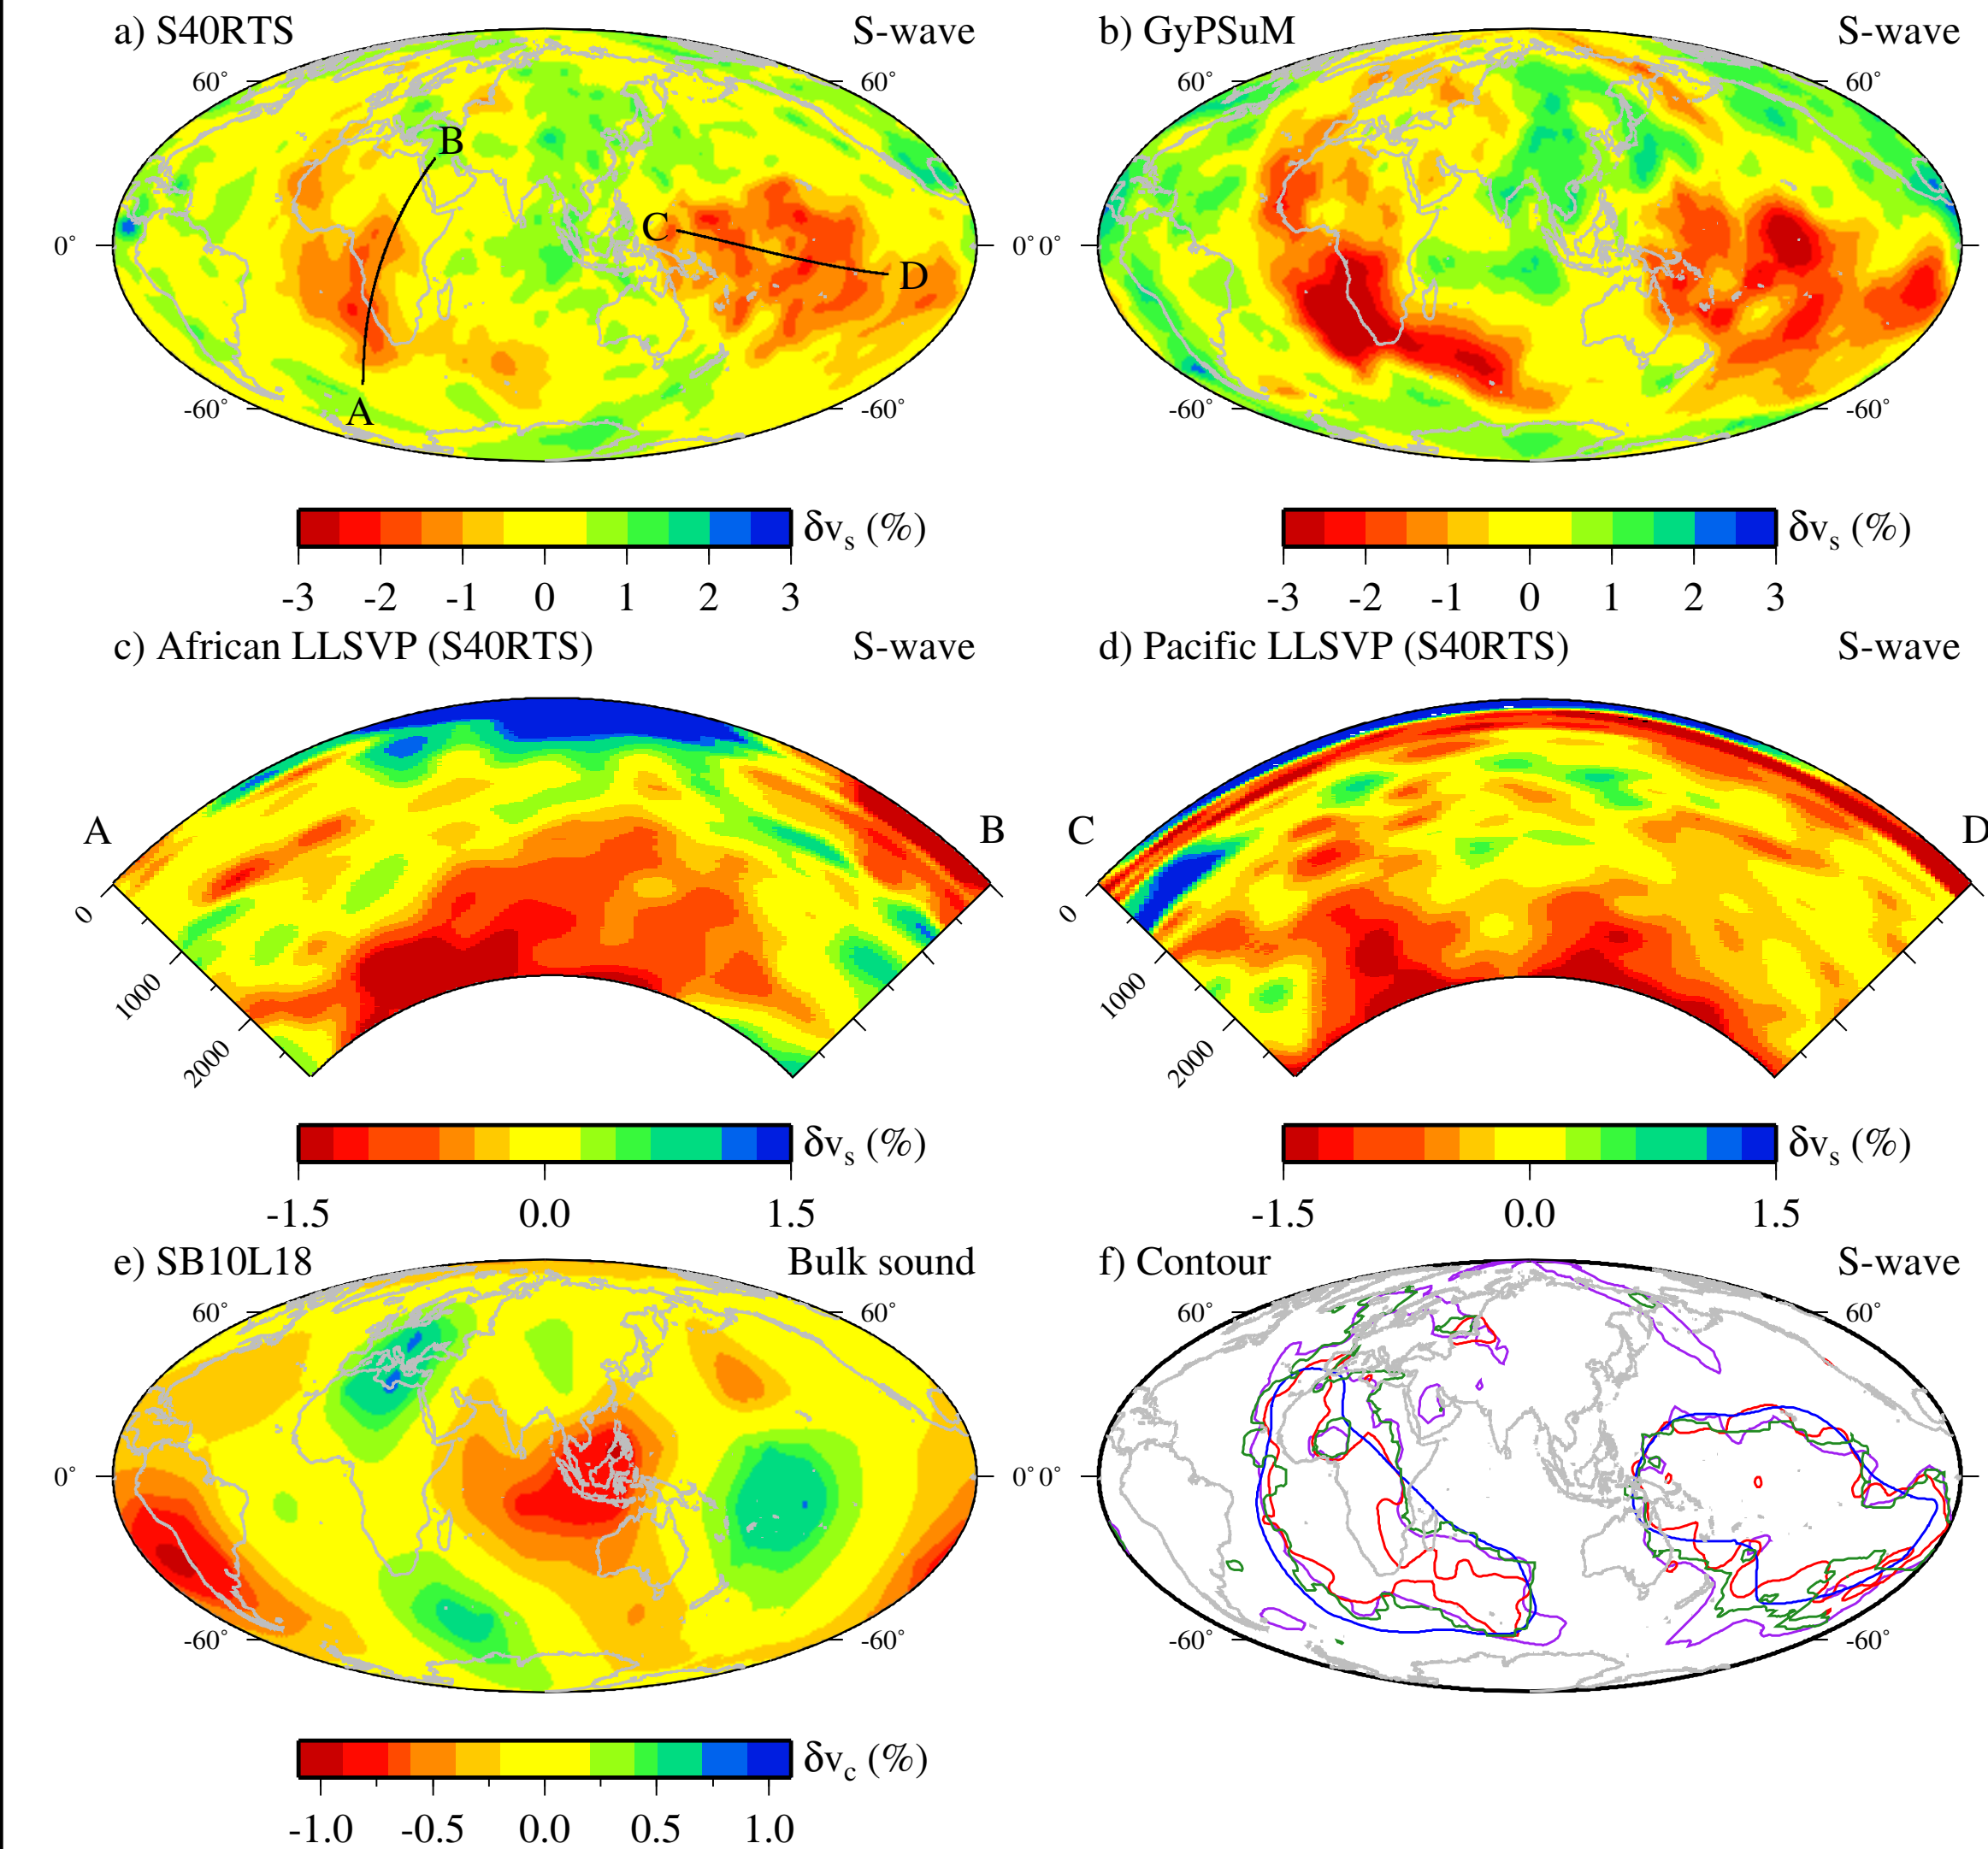 a) S40RTS S-wave
60° 60°
B
C
0° 0°
D
A
-60° -60°
δvs (%)
-3 -2 -1 0 1 2 3
b) GyPSuM S-wave
60° 60°
0°
-60° -60°
δvs (%)
-3 -2 -1 0 1 2 3
c) African LLSVP (S40RTS) S-wave
A B
0
1000
2000
δvs (%)
-1.5 0.0 1.5
d) Pacific LLSVP (S40RTS) S-wave
C D
0
1000
2000
δvs (%)
-1.5 0.0 1.5
e) SB10L18 Bulk sound
60° 60°
0° 0°
-60° -60°
δvc (%)
-1.0 -0.5 0.0 0.5 1.0
f) Contour S-wave
60° 60°
0°
-60° -60°